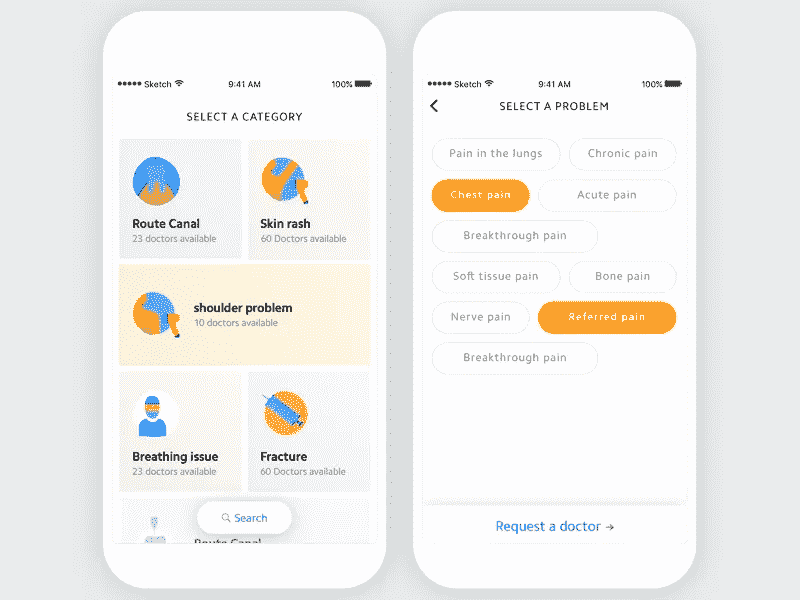 Sketch 9:41 AM 100%
SELECT A CATEGORY
Route Canal
23 doctors available
Skin rash
60 Doctors available
shoulder problem
10 doctors available
Breathing issue
23 doctors available
Fracture
60 Doctors available
Search
Route Canal
Sketch 9:41 AM 100%
SELECT A PROBLEM
Pain in the lungs
Chronic pain
Chest pain
Acute pain
Breakthrough pain
Soft tissue pain
Bone pain
Nerve pain
Referred pain
Breakthrough pain
Request a doctor →